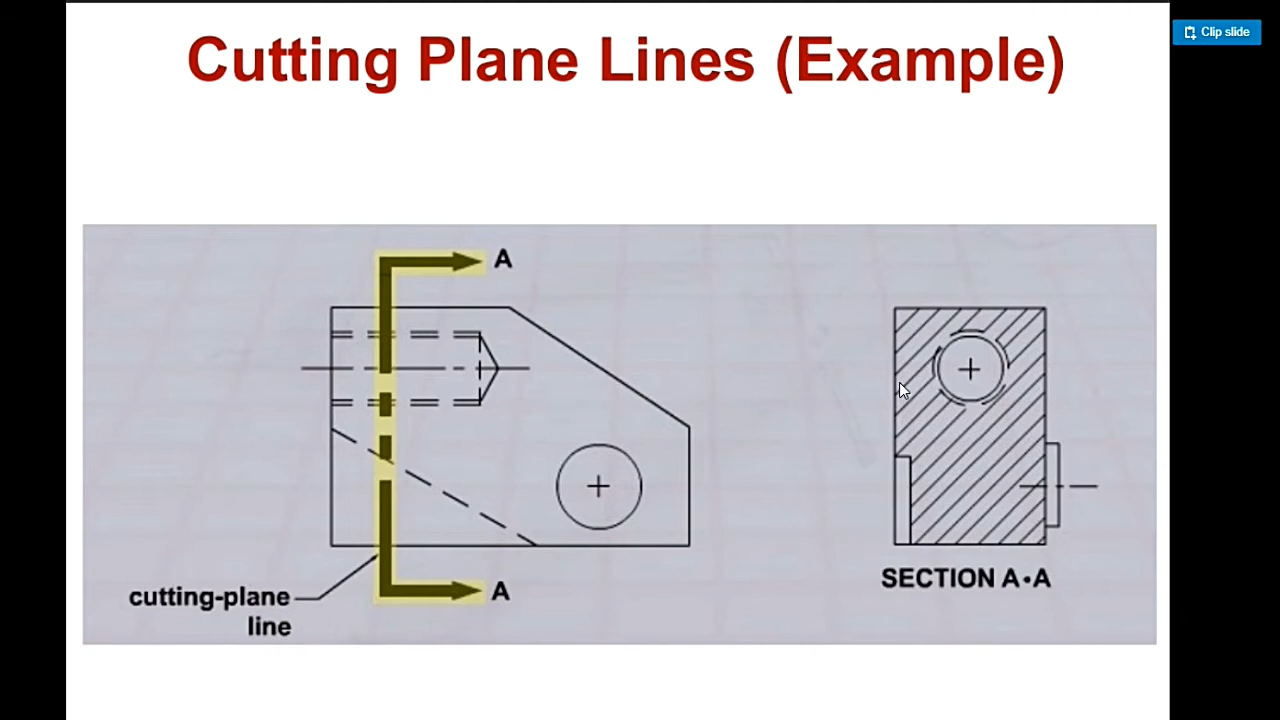 Cutting Plane Lines (Example)
Clip slide
A
A
cutting-plane
line
SECTION A-A